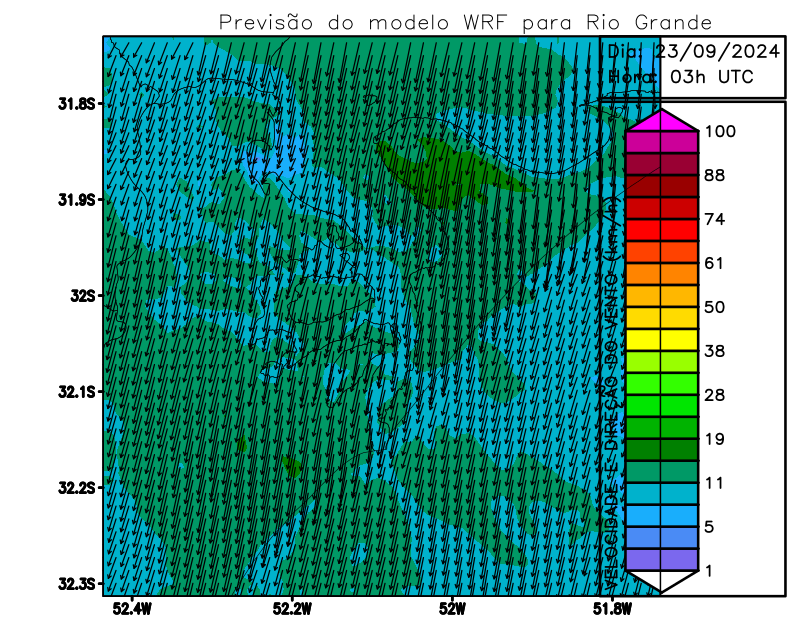 Previsão do modelo WRF para Rio Grande
Dia: 23/09/2024
Hora: 03h UTC
31.8S
31.9S
32S
32.1S
32.2S
32.3S
52.4W
52.2W
52W
51.8W
VELOCIDADE E DIREÇÃO DO VENTO (km/h)
100
88
74
61
50
38
28
19
11
5
1